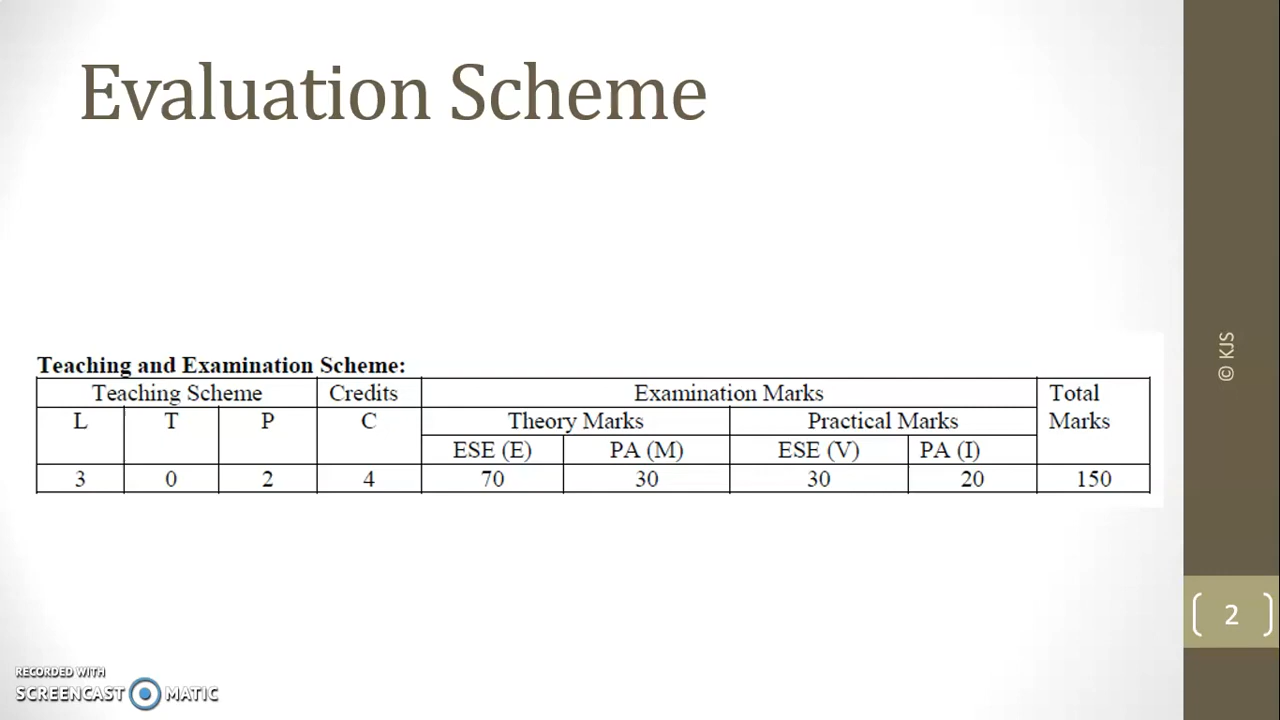 Evaluation Scheme
Teaching and Examination Scheme:
Teaching Scheme Credits Examination Marks Total Marks
L T P C Theory Marks Practical Marks
ESE (E) PA (M) ESE (V) PA (I)
3 0 2 4 70 30 30 20 150
© KJS
2
RECORDED WITH
SCREENCAST MATIC